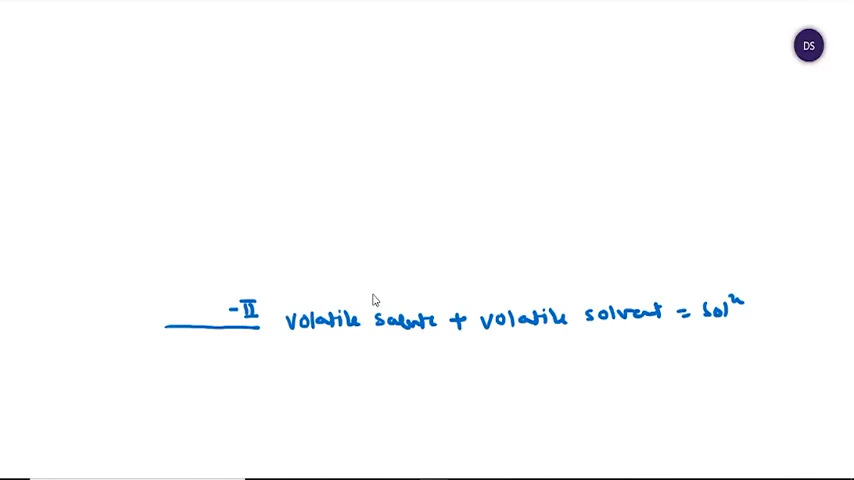 DS
-II volatile solute + volatile solvent = solⁿ